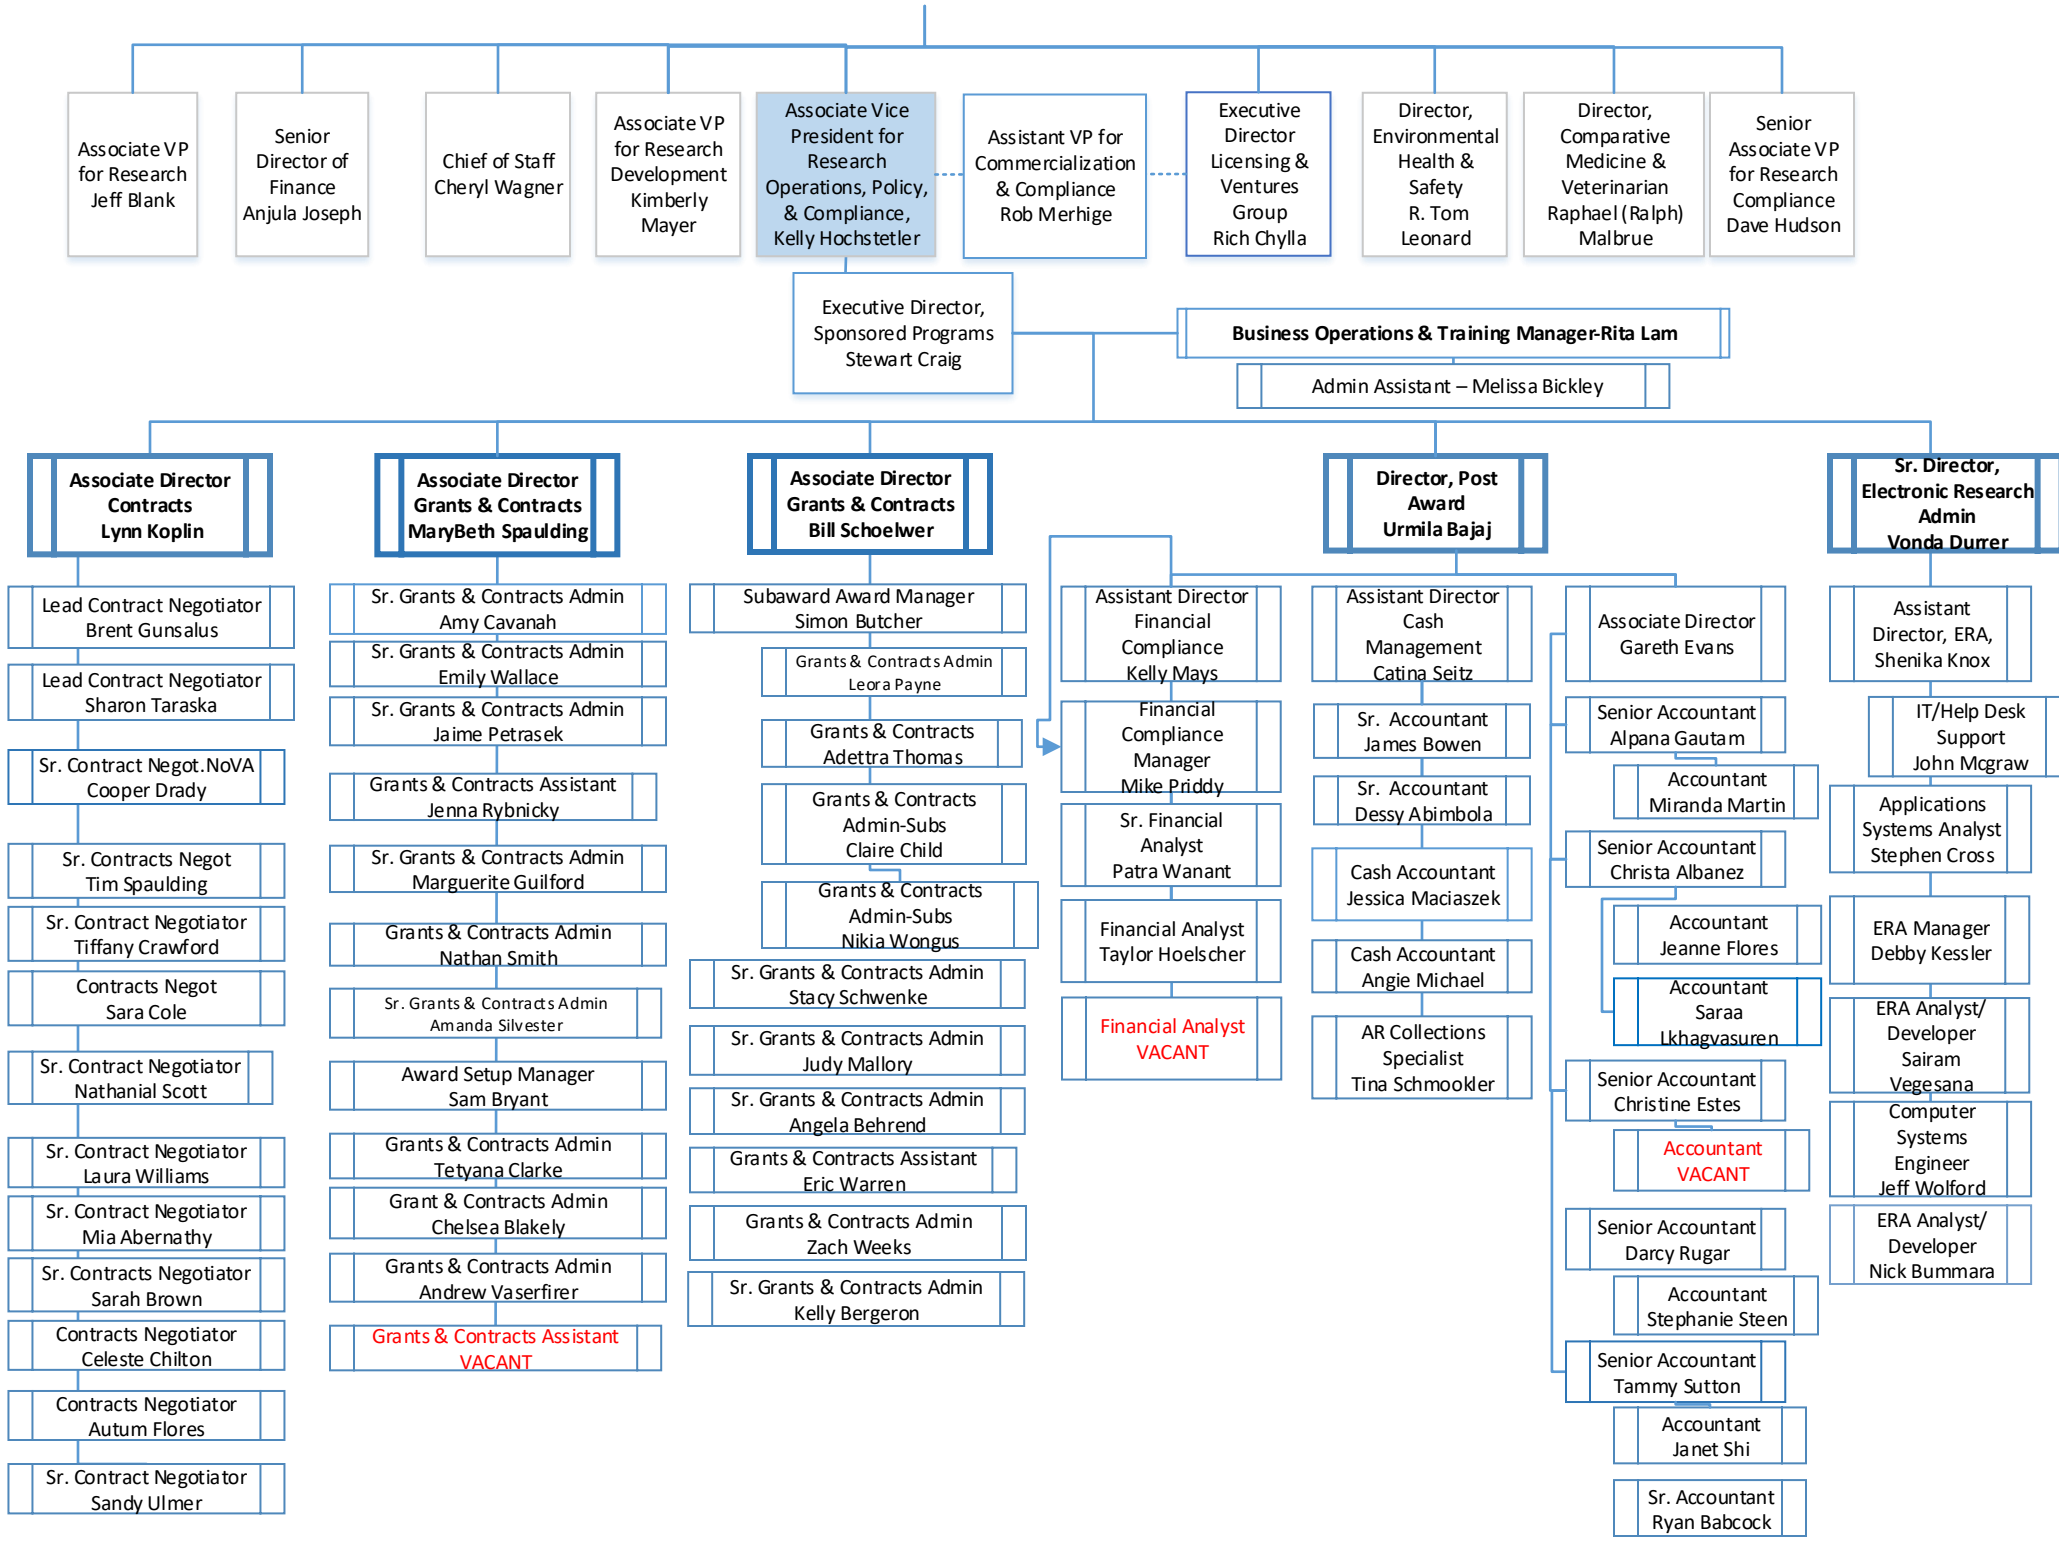 Associate VP
for Research
Jeff Blank
Senior
Director of
Finance
Anjula Joseph
Chief of Staff
Cheryl Wagner
Associate VP
for Research
Development
Kimberly
Mayer
Associate Vice
President for
Research
Operations, Policy,
& Compliance,
Kelly Hochstetler
Assistant VP for
Commercialization
& Compliance
Rob Merhige
Executive
Director
Licensing &
Ventures
Group
Rich Chylla
Director,
Environmental
Health &
Safety
R. Tom
Leonard
Director,
Comparative
Medicine &
Veterinarian
Raphael (Ralph)
Malbrue
Senior
Associate VP
for Research
Compliance
Dave Hudson
Executive Director,
Sponsored Programs
Stewart Craig
Business Operations & Training Manager-Rita Lam
Admin Assistant – Melissa Bickley
Associate Director
Contracts
Lynn Koplin
Lead Contract Negotiator
Brent Gunsalus
Lead Contract Negotiator
Sharon Taraska
Sr. Contract Negot.NoVA
Cooper Drady
Sr. Contracts Negot
Tim Spaulding
Sr. Contract Negotiator
Tiffany Crawford
Contracts Negot
Sara Cole
Sr. Contract Negotiator
Nathanial Scott
Sr. Contract Negotiator
Laura Williams
Sr. Contract Negotiator
Mia Abernathy
Sr. Contracts Negotiator
Sarah Brown
Contracts Negotiator
Celeste Chilton
Contracts Negotiator
Autum Flores
Sr. Contract Negotiator
Sandy Ulmer
Associate Director
Grants & Contracts
MaryBeth Spaulding
Sr. Grants & Contracts Admin
Amy Cavanah
Sr. Grants & Contracts Admin
Emily Wallace
Sr. Grants & Contracts Admin
Jaime Petrasek
Grants & Contracts Assistant
Jenna Rybnicky
Sr. Grants & Contracts Admin
Marguerite Guilford
Grants & Contracts Admin
Nathan Smith
Sr. Grants & Contracts Admin
Amanda Silvester
Award Setup Manager
Sam Bryant
Grants & Contracts Admin
Tetyana Clarke
Grant & Contracts Admin
Chelsea Blakely
Grants & Contracts Admin
Andrew Vaserfirer
Grants & Contracts Assistant
VACANT
Associate Director
Grants & Contracts
Bill Schoelwer
Subaward Award Manager
Simon Butcher
Grants & Contracts Admin
Leora Payne
Grants & Contracts
Adettra Thomas
Grants & Contracts
Admin-Subs
Claire Child
Grants & Contracts
Admin-Subs
Nikia Wongus
Sr. Grants & Contracts Admin
Stacy Schwenke
Sr. Grants & Contracts Admin
Judy Mallory
Sr. Grants & Contracts Admin
Angela Behrend
Grants & Contracts Assistant
Eric Warren
Grants & Contracts Admin
Zach Weeks
Sr. Grants & Contracts Admin
Kelly Bergeron
Director, Post
Award
Urmila Bajaj
Assistant Director
Financial
Compliance
Kelly Mays
Financial
Compliance
Manager
Mike Priddy
Sr. Financial
Analyst
Patra Wanant
Financial Analyst
Taylor Hoelscher
Financial Analyst
VACANT
Assistant Director
Cash
Management
Catina Seitz
Sr. Accountant
James Bowen
Sr. Accountant
Dessy Abimbola
Cash Accountant
Jessica Maciaszek
Cash Accountant
Angie Michael
AR Collections
Specialist
Tina Schmookler
Associate Director
Gareth Evans
Senior Accountant
Alpana Gautam
Accountant
Miranda Martin
Senior Accountant
Christa Albanez
Accountant
Jeanne Flores
Accountant
Saraa
Lkhagvasuren
Senior Accountant
Christine Estes
Accountant
VACANT
Senior Accountant
Darcy Rugar
Accountant
Stephanie Steen
Senior Accountant
Tammy Sutton
Accountant
Janet Shi
Sr. Accountant
Ryan Babcock
Sr. Director,
Electronic Research
Admin
Vonda Durrer
Assistant
Director, ERA,
Shenika Knox
IT/Help Desk
Support
John Mcgraw
Applications
Systems Analyst
Stephen Cross
ERA Manager
Debby Kessler
ERA Analyst/
Developer
Sairam
Vegesana
Computer
Systems
Engineer
Jeff Wolford
ERA Analyst/
Developer
Nick Bummara